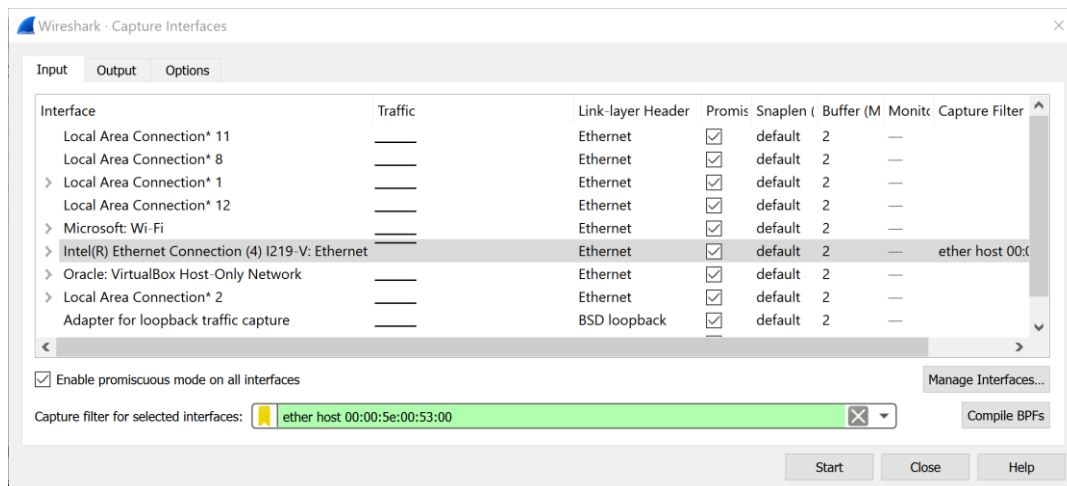 Wireshark · Capture Interfaces
Input Output Options
Interface Traffic Link-layer Header Promis Snaplen ( Buffer (M Monitc Capture Filter
Local Area Connection* 11 Ethernet default 2 —
Local Area Connection* 8 Ethernet default 2 —
Local Area Connection* 1 Ethernet default 2 —
Local Area Connection* 12 Ethernet default 2 —
Microsoft: Wi-Fi Ethernet default 2 —
Intel(R) Ethernet Connection (4) I219-V: Ethernet Ethernet default 2 — ether host 00:0
Oracle: VirtualBox Host-Only Network Ethernet default 2 —
Local Area Connection* 2 Ethernet default 2 —
Adapter for loopback traffic capture BSD loopback default 2 —
Enable promiscuous mode on all interfaces Manage Interfaces...
Capture filter for selected interfaces: ether host 00:00:5e:00:53:00 Compile BPFs
Start Close Help